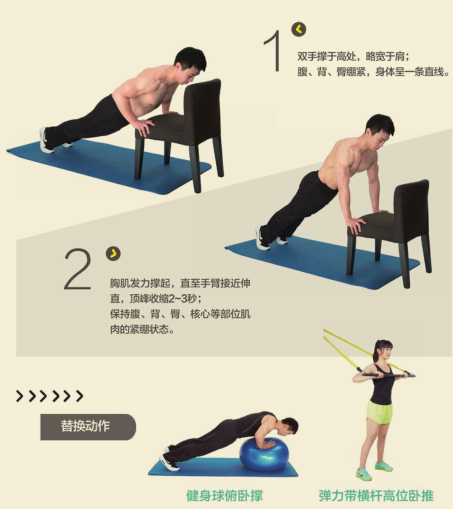 1
双手撑于高处，略宽于肩；
腹、背、臀绷紧，身体呈一条直线。
2
胸肌发力撑起，直至手臂接近伸
直，顶峰收缩2~3秒；
保持腹、背、臀、核心等部位肌
肉的紧绷状态。
替换动作
健身球俯卧撑
弹力带横杆高位卧推